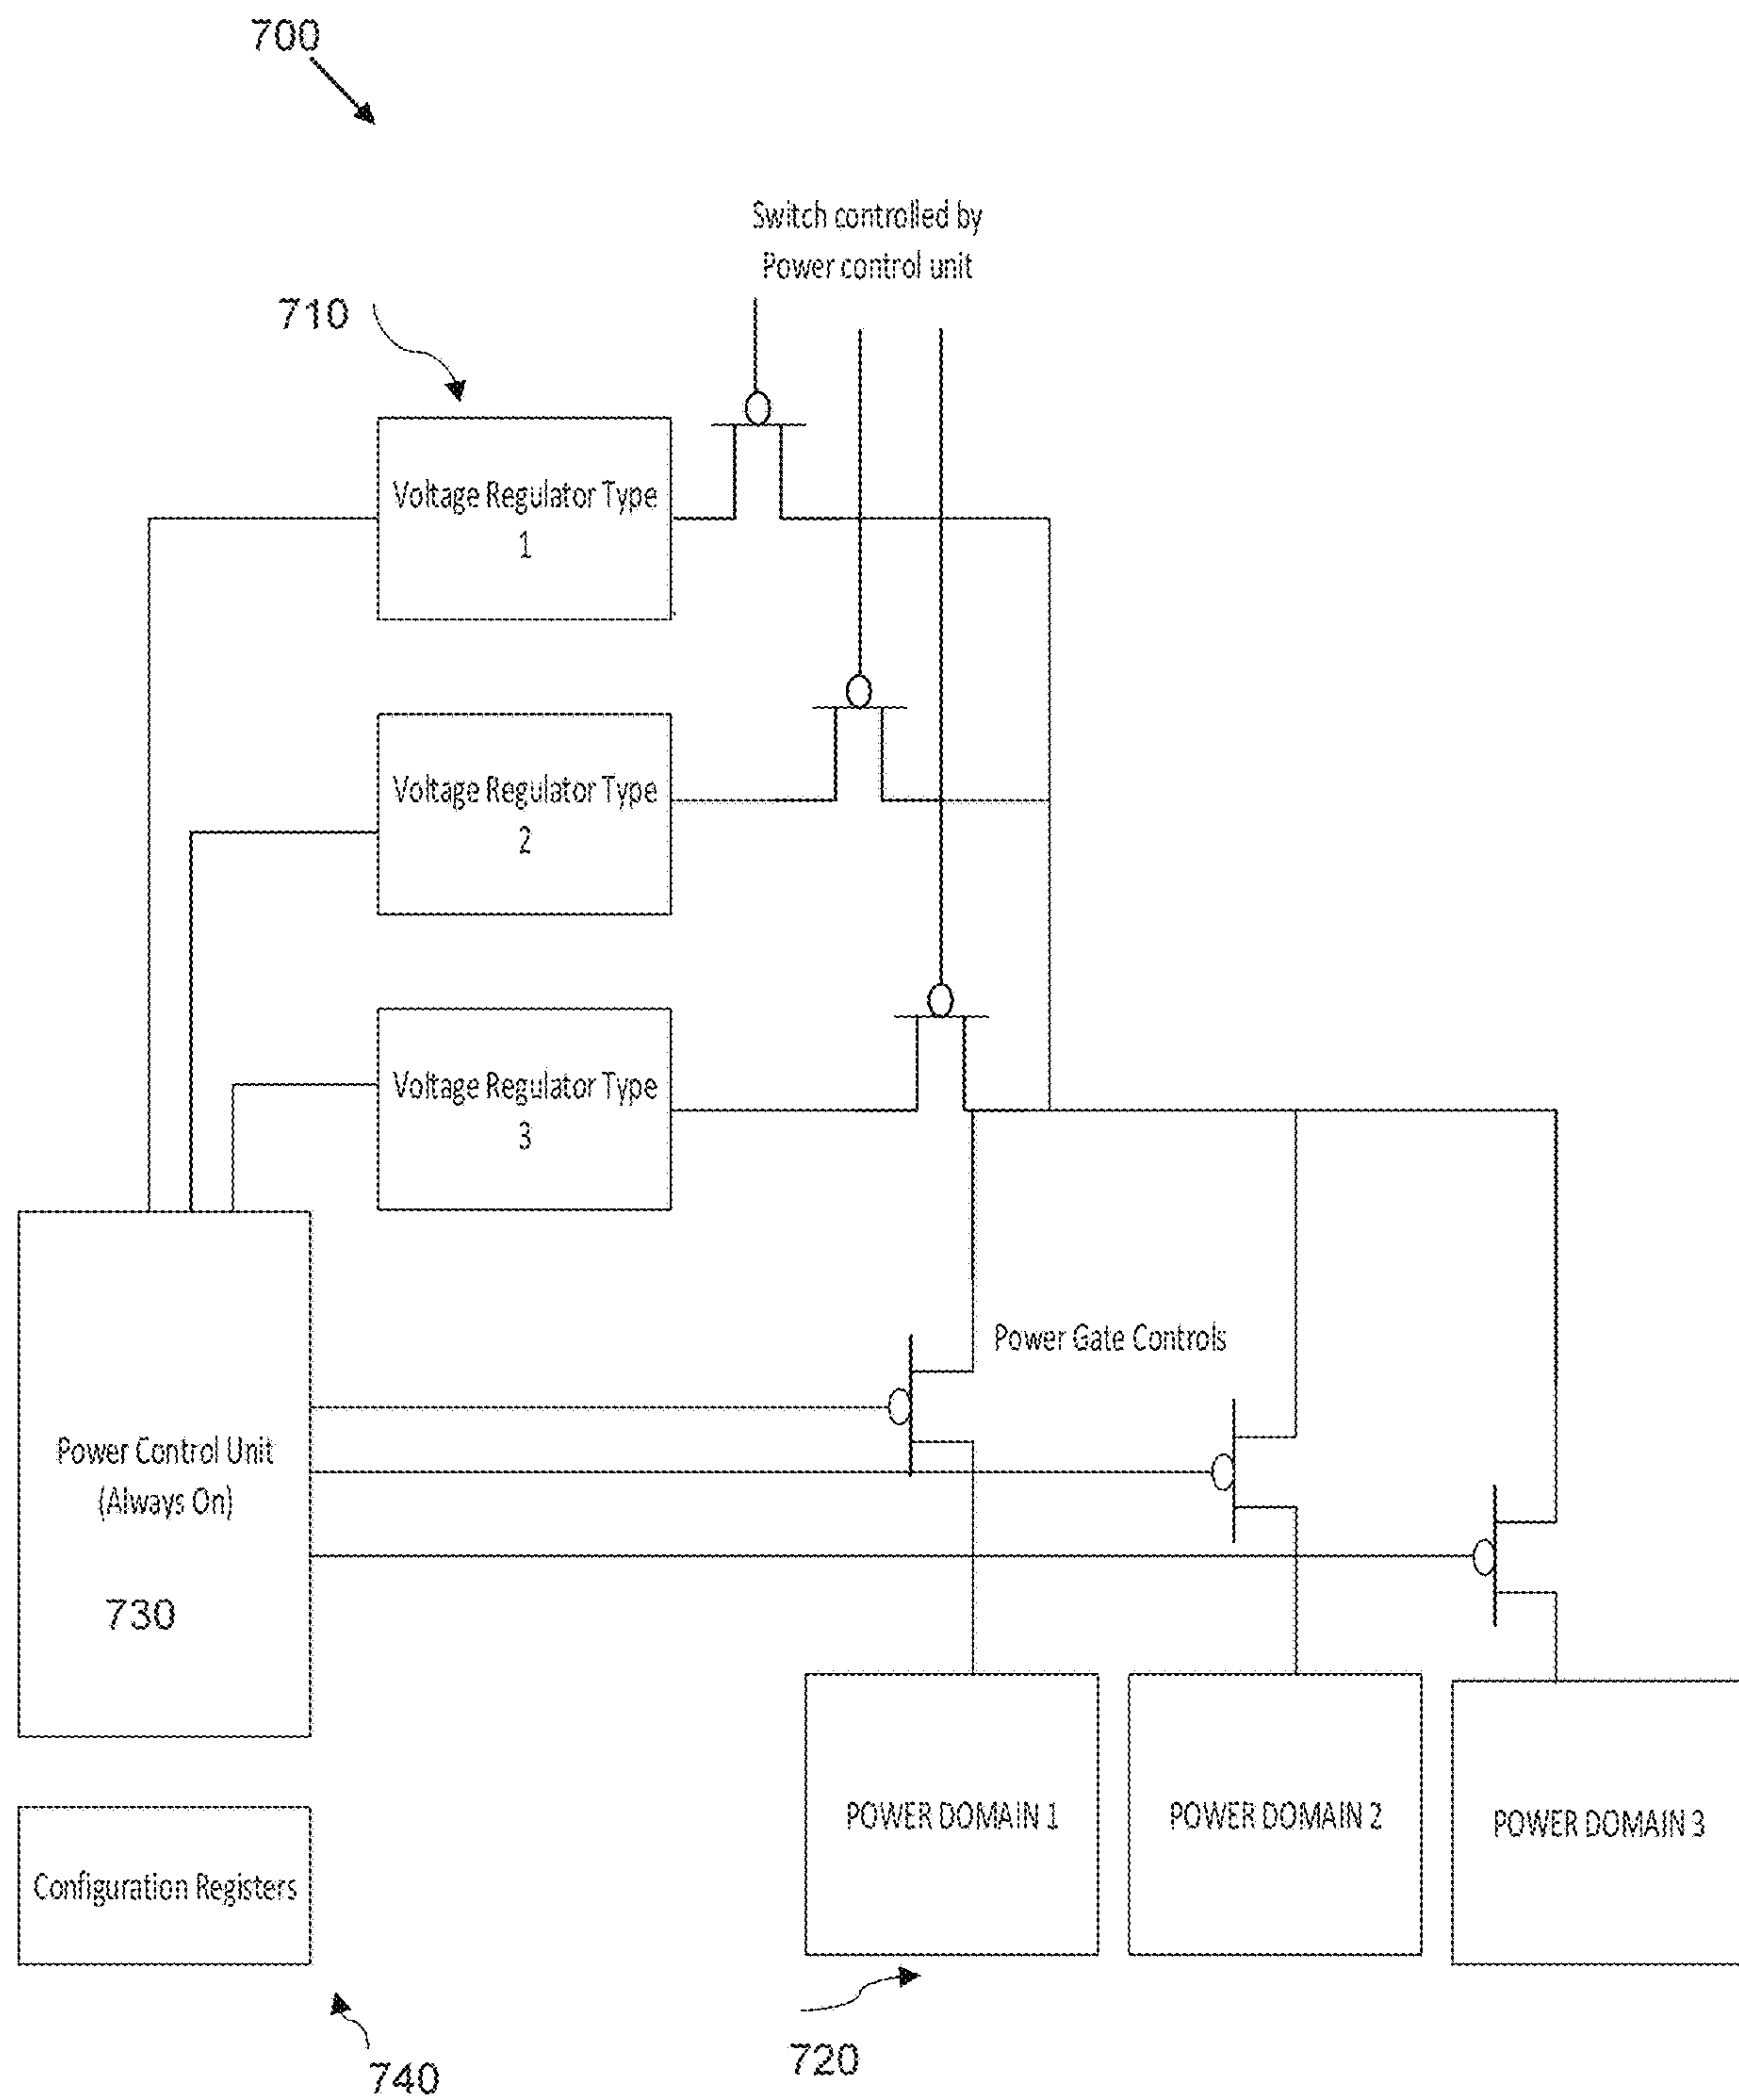 700
Switch controlled by
Power control unit
710
Voltage Regulator Type
1
Voltage Regulator Type
2
Voltage Regulator Type
3
Power Gate Controls
Power Control Unit
(Always On)
730
POWER DOMAIN 1
POWER DOMAIN 2
POWER DOMAIN 3
Configuration Registers
720
740